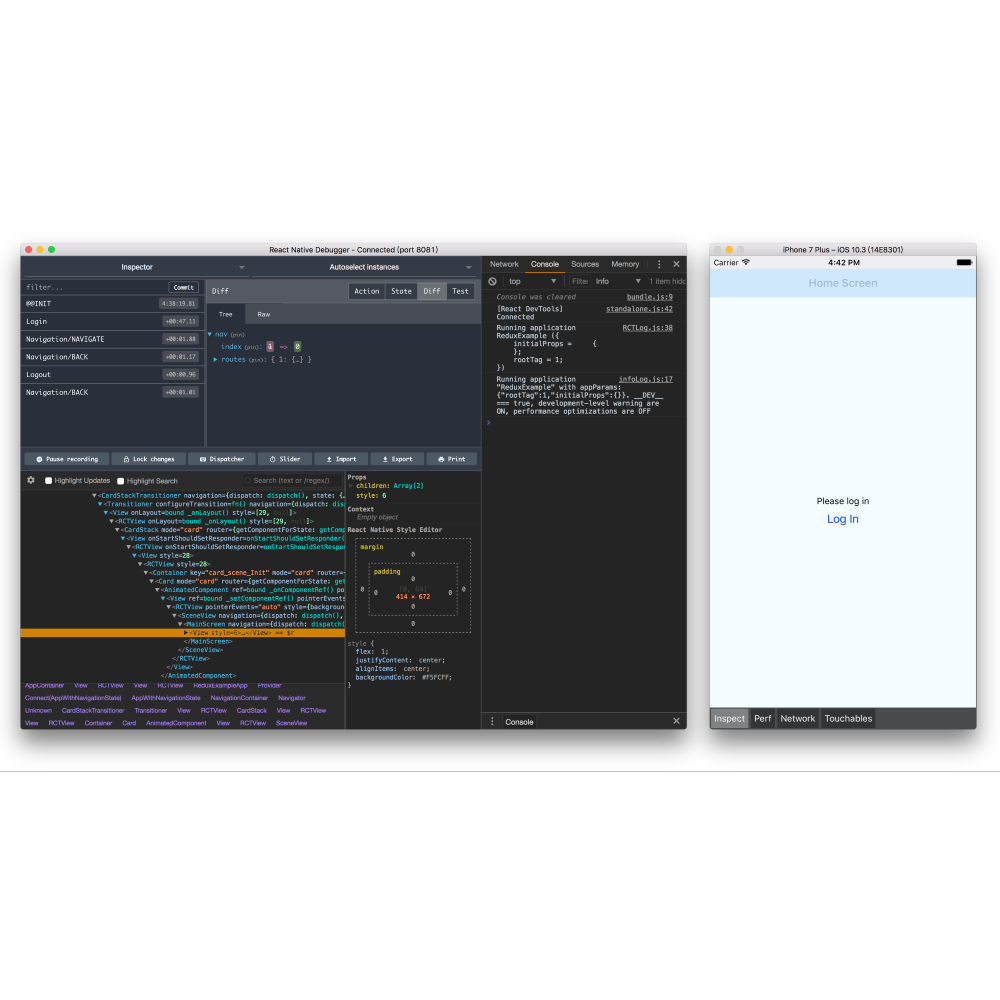 React Native Debugger - Connected (port 8081)
Inspector
Autoselect instances
filter...
Commit
@@INIT
4:38:19.81
Login
+00:47.11
Navigation/NAVIGATE
+00:01.88
Navigation/BACK
+00:01.17
Logout
+00:00.96
Navigation/BACK
+00:01.01
Diff
Action State Diff Test
Tree Raw
nav (pin)
index (pin): 1 => 0
routes (pin): { 1: {…} }
Pause recording Lock changes Dispatcher Slider Import Export Print
Highlight Updates Highlight Search Search (text or /regex/)
<CardStackTransitioner navigation={dispatch: dispatch(), state: {…
<Transitioner configureTransition=fn() navigation={dispatch: dis
<View onLayout=bound _onLayout() style=[29, null]>
<RCTView onLayout=bound _onLayout() style=[29, null]>
<CardStack mode="card" router={getComponentForState: getComp
<View onStartShouldSetResponder=onStartShouldSetResponder(
<RCTView onStartShouldSetResponder=onStartShouldSetRespon
<View style=28>
<RCTView style=28>
<Container key="card_scene_Init" mode="card" router=
<Card mode="card" router={getComponentForState: get
<AnimatedComponent ref=bound _onComponentRef() po
<View ref=bound _setComponentRef() pointerEvents
<RCTView pointerEvents="auto" style={backgroun
<SceneView navigation={dispatch: dispatch(),
<MainScreen navigation={dispatch: dispatch(
<View style=6>…</View> == $r
</MainScreen>
</SceneView>
</RCTView>
</View>
</AnimatedComponent>
AppContainer View RCTView View RCTView ReduxExampleApp Provider
Connect(AppWithNavigationState) AppWithNavigationState NavigationContainer Navigator
Unknown CardStackTransitioner Transitioner View RCTView CardStack View RCTView
View RCTView Container Card AnimatedComponent View RCTView SceneView
Props
children: Array[2]
style: 6
Context
Empty object
React Native Style Editor
margin
0
padding
0
0 0 414 × 672 0 0
0
0
style {
flex: 1;
justifyContent: center;
alignItems: center;
backgroundColor: #F5FCFF;
}
Network Console Sources Memory
top Filter Info 1 item hidd
Console was cleared bundle.js:9
[React DevTools] standalone.js:42
Connected
Running application RCTLog.js:38
ReduxExample ({
initialProps = {
};
rootTag = 1;
})
Running application infoLog.js:17
"ReduxExample" with appParams:
{"rootTag":1,"initialProps":{}}. __DEV__
=== true, development-level warning are
ON, performance optimizations are OFF
Console
iPhone 7 Plus – iOS 10.3 (14E8301)
Carrier 4:42 PM
Home Screen
Please log in
Log In
Inspect Perf Network Touchables